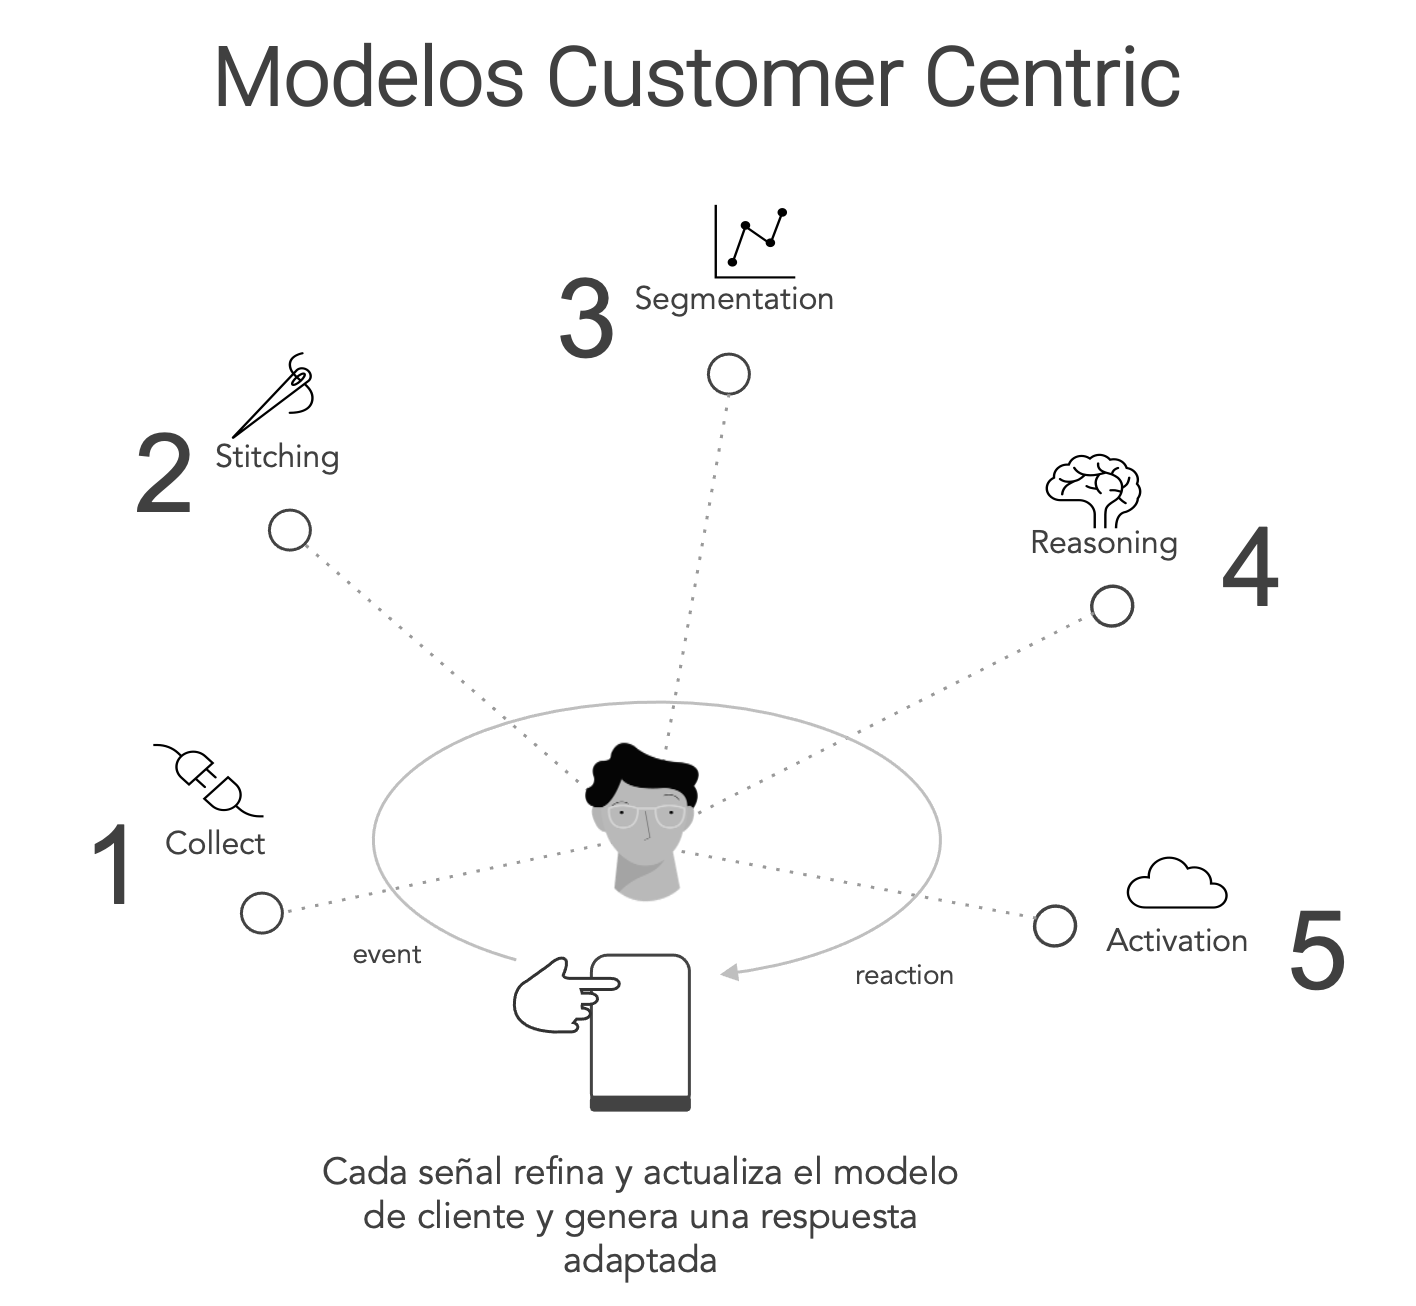 Modelos Customer Centric
3
Segmentation
2
Stitching
Reasoning
4
1
Collect
Activation
5
event
reaction
Cada señal refina y actualiza el modelo
de cliente y genera una respuesta
adaptada